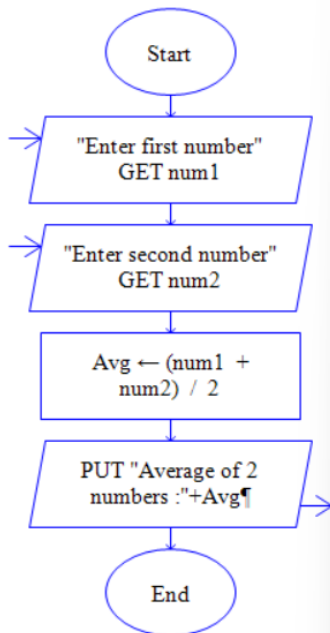 Start
"Enter first number"
GET num1
"Enter second number"
GET num2
Avg ← (num1 +
num2) / 2
PUT "Average of 2
numbers :"+Avg¶
End